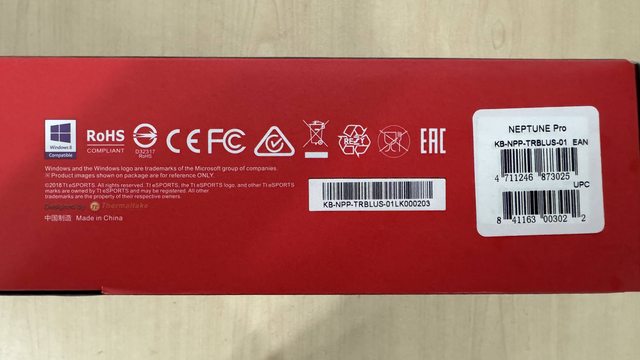 Windows 8
Compatible
RoHS
COMPLIANT
D32317
RoHS
CE FC
EAC
Windows and the Windows logo are trademarks of the Microsoft group of companies.
※Product images shown on package are for reference ONLY.
©2018 Tt eSPORTS. All rights reserved. Tt eSPORTS, the Tt eSPORTS logo, and other Tt eSPORTS
marks are owned by Tt eSPORTS and may be registered. All other
trademarks are the property of their respective owners.
Designed by Thermaltake
中国制造 Made in China
KB-NPP-TRBLUS-01LK000203
NEPTUNE Pro
KB-NPP-TRBLUS-01 EAN
4 711246 873025
UPC
8 41163 00302 2